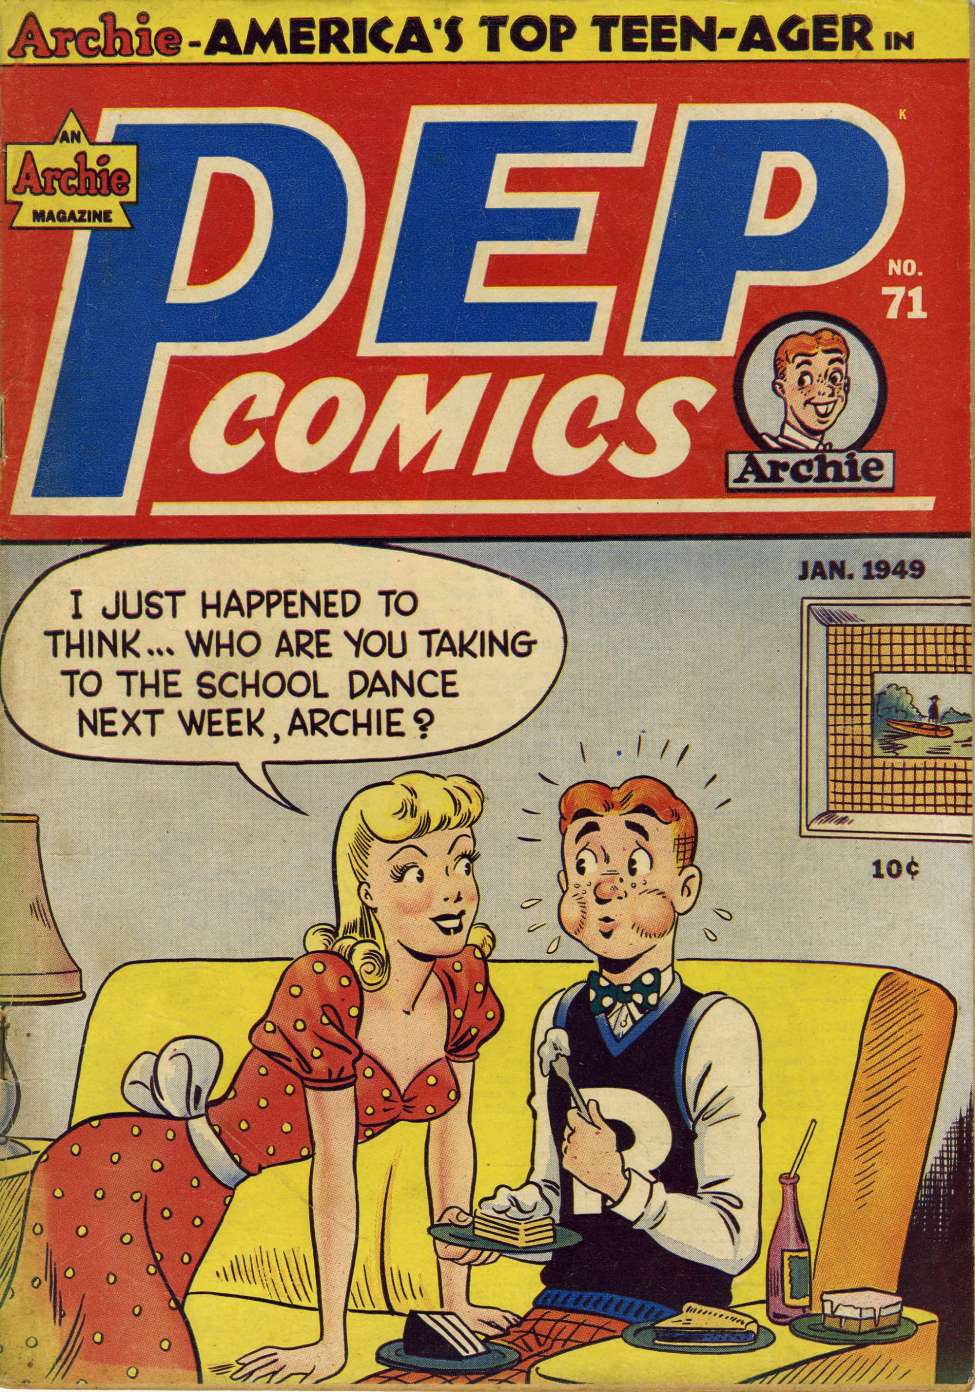 Archie-AMERICA'S TOP TEEN-AGER IN
AN
Archie
MAGAZINE
PEP
COMICS
K
NO.
71
Archie
JAN. 1949
I JUST HAPPENED TO
THINK... WHO ARE YOU TAKING
TO THE SCHOOL DANCE
NEXT WEEK, ARCHIE?
10¢
R